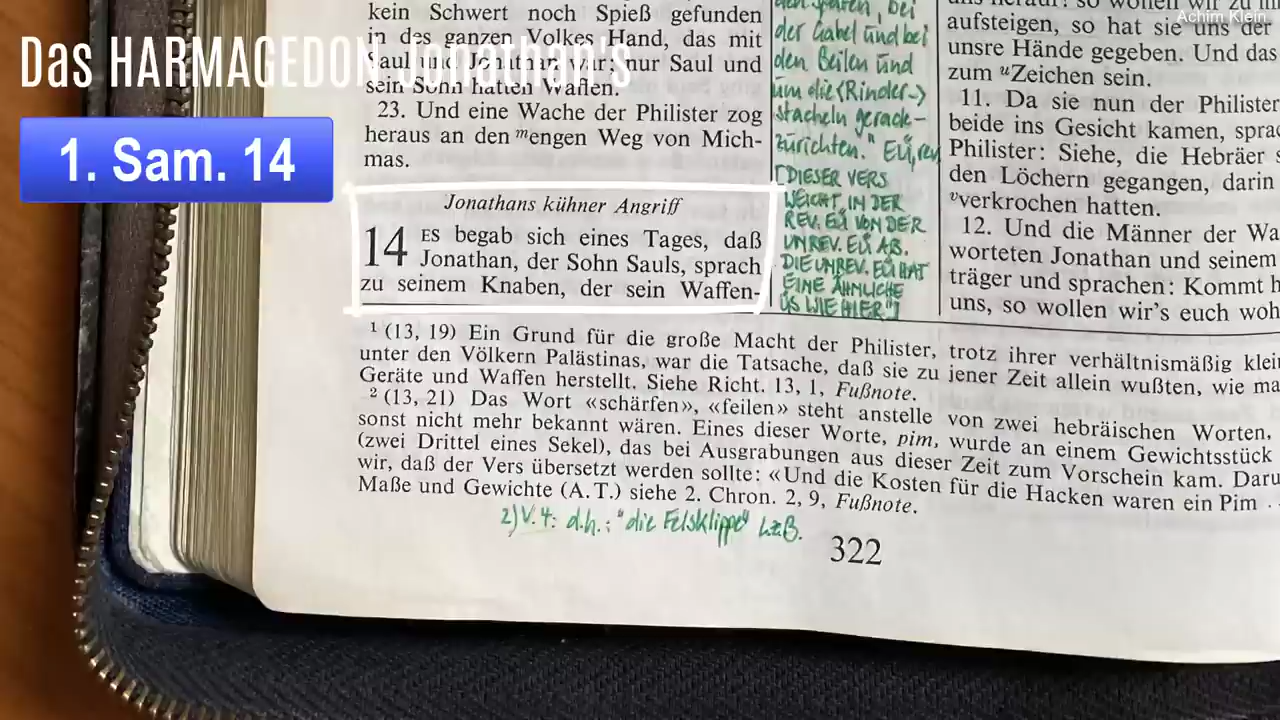 Achim Klein
Das HARMAGEDON Jonathan's
1. Sam. 14
kein Schwert noch Spieß gefunden
in des ganzen Volkes Hand, das mit
Saul und Jonathan war; nur Saul und
sein Sohn hatten Waffen.
23. Und eine Wache der Philister zog
heraus an den ᵐengen Weg von Mich-
mas.
Jonathans kühner Angriff
14 ES begab sich eines Tages, daß
Jonathan, der Sohn Sauls, sprach
zu seinem Knaben, der sein Waffen-
bei
der Gabel und bei
den Beilen und
um die (Rinder-)
stacheln gerade-
zurichten." Eü, rev
[DIESER VERS
WEICHT IN DER
REV. EÜ VON DER
UNREV. EÜ AB.
DIE UNREV. EÜ HAT
EINE ÄHNLICHE
ÜS WIE HIER.“]
uns herauf: so wollen wir zu ihn
aufsteigen, so hat sie uns der
unsre Hände gegeben. Und das
zum ᵘZeichen sein.
11. Da sie nun der Philister
beide ins Gesicht kamen, sprac
Philister: Siehe, die Hebräer s
den Löchern gegangen, darin
ᵛverkrochen hatten.
12. Und die Männer der Wa
worteten Jonathan und seinem
träger und sprachen: Kommt h
uns, so wollen wir's euch woh
¹ (13, 19) Ein Grund für die große Macht der Philister, trotz ihrer verhältnismäßig klei
unter den Völkern Palästinas, war die Tatsache, daß sie zu jener Zeit allein wußten, wie ma
Geräte und Waffen herstellt. Siehe Richt. 13, 1, Fußnote.
² (13, 21) Das Wort «schärfen», «feilen» steht anstelle von zwei hebräischen Worten,
sonst nicht mehr bekannt wären. Eines dieser Worte, pim, wurde an einem Gewichtsstück
(zwei Drittel eines Sekel), das bei Ausgrabungen aus dieser Zeit zum Vorschein kam. Daru
wir, daß der Vers übersetzt werden sollte: «Und die Kosten für die Hacken waren ein Pim
Maße und Gewichte (A.T.) siehe 2. Chron. 2, 9, Fußnote.
2) V. 4: d.h.: "die Felsklippe"
322